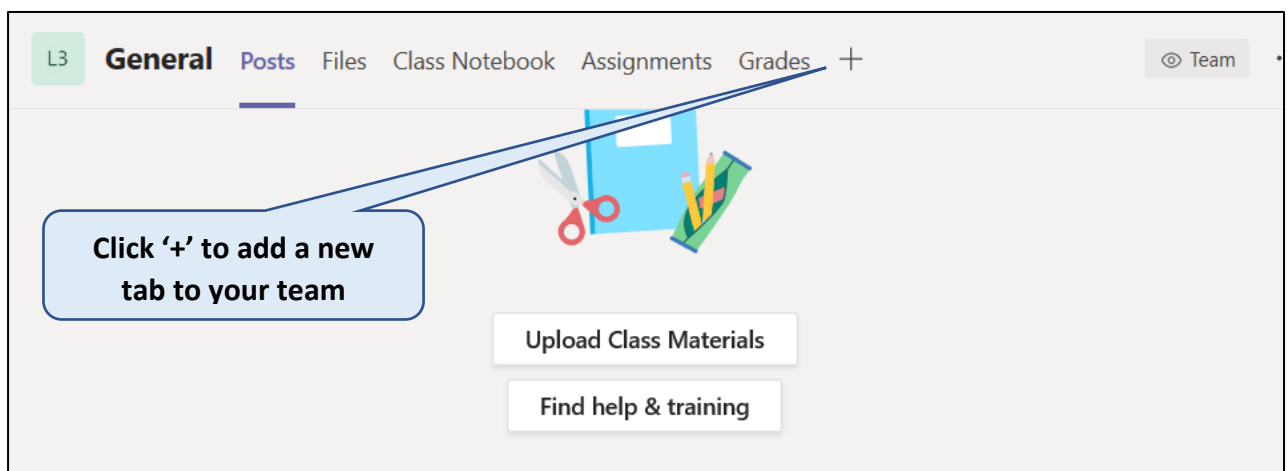 L3 General Posts Files Class Notebook Assignments Grades + Team
Click ‘+’ to add a new
tab to your team
Upload Class Materials
Find help & training